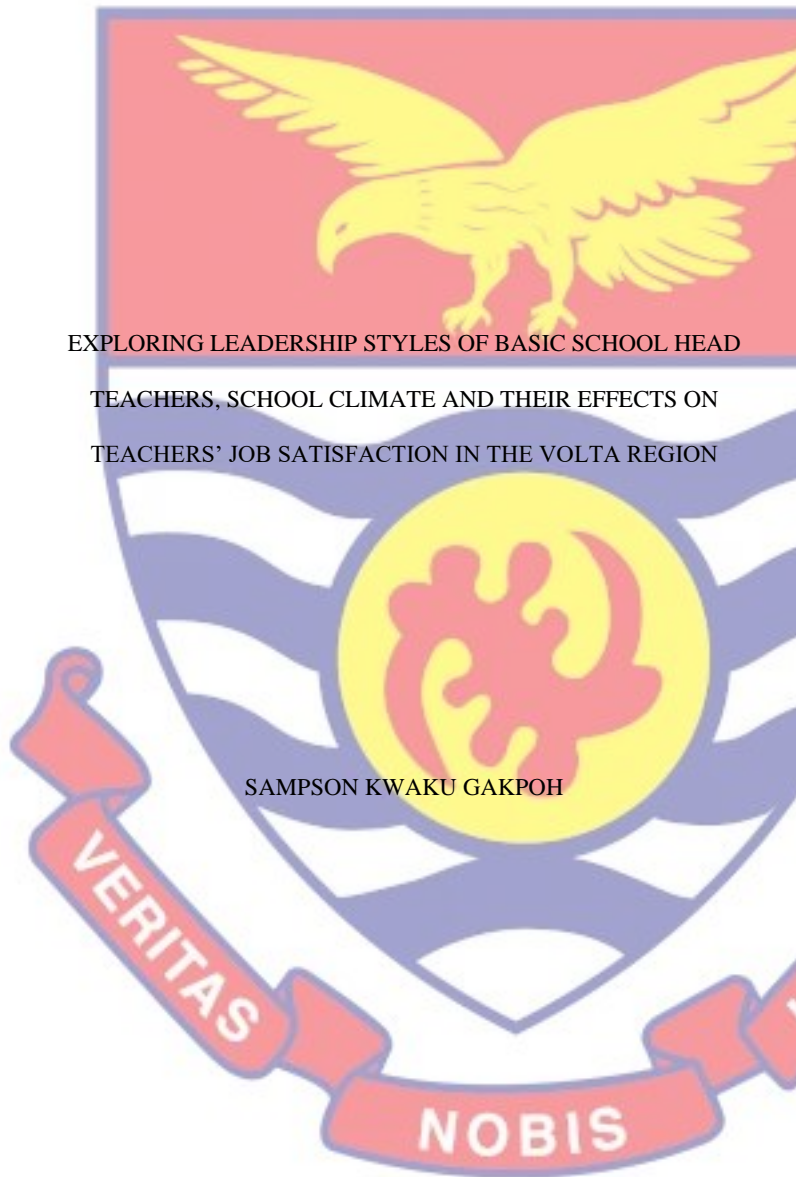 EXPLORING LEADERSHIP STYLES OF BASIC SCHOOL HEAD
TEACHERS, SCHOOL CLIMATE AND THEIR EFFECTS ON
TEACHERS' JOB SATISFACTION IN THE VOLTA REGION
SAMPSON KWAKU GAKPOH
VERITAS
NOBIS